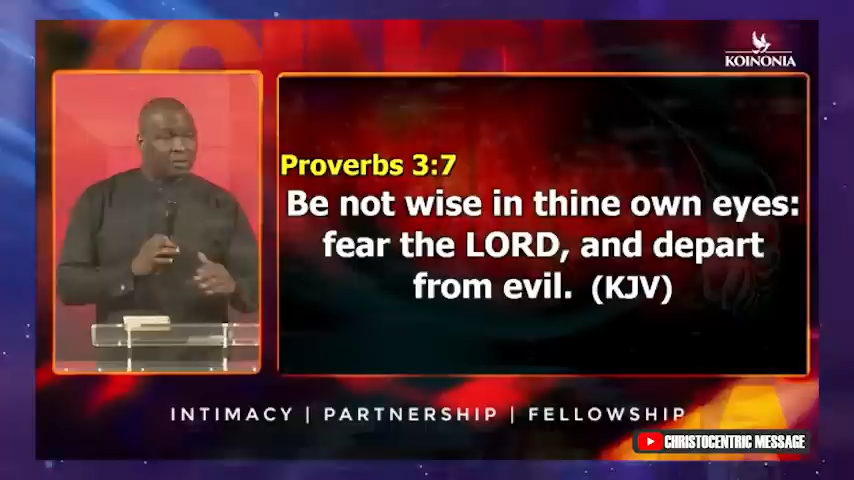 KOINONIA
Proverbs 3:7
Be not wise in thine own eyes:
fear the LORD, and depart
from evil. (KJV)
INTIMACY | PARTNERSHIP | FELLOWSHIP
CHRISTOCENTRIC MESSAGE